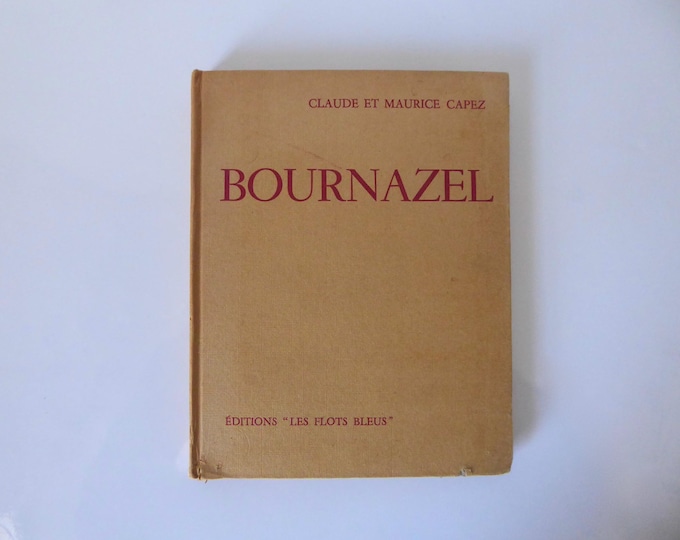 CLAUDE ET MAURICE CAPEZ
BOURNAZEL
ÉDITIONS "LES FLOTS BLEUS"